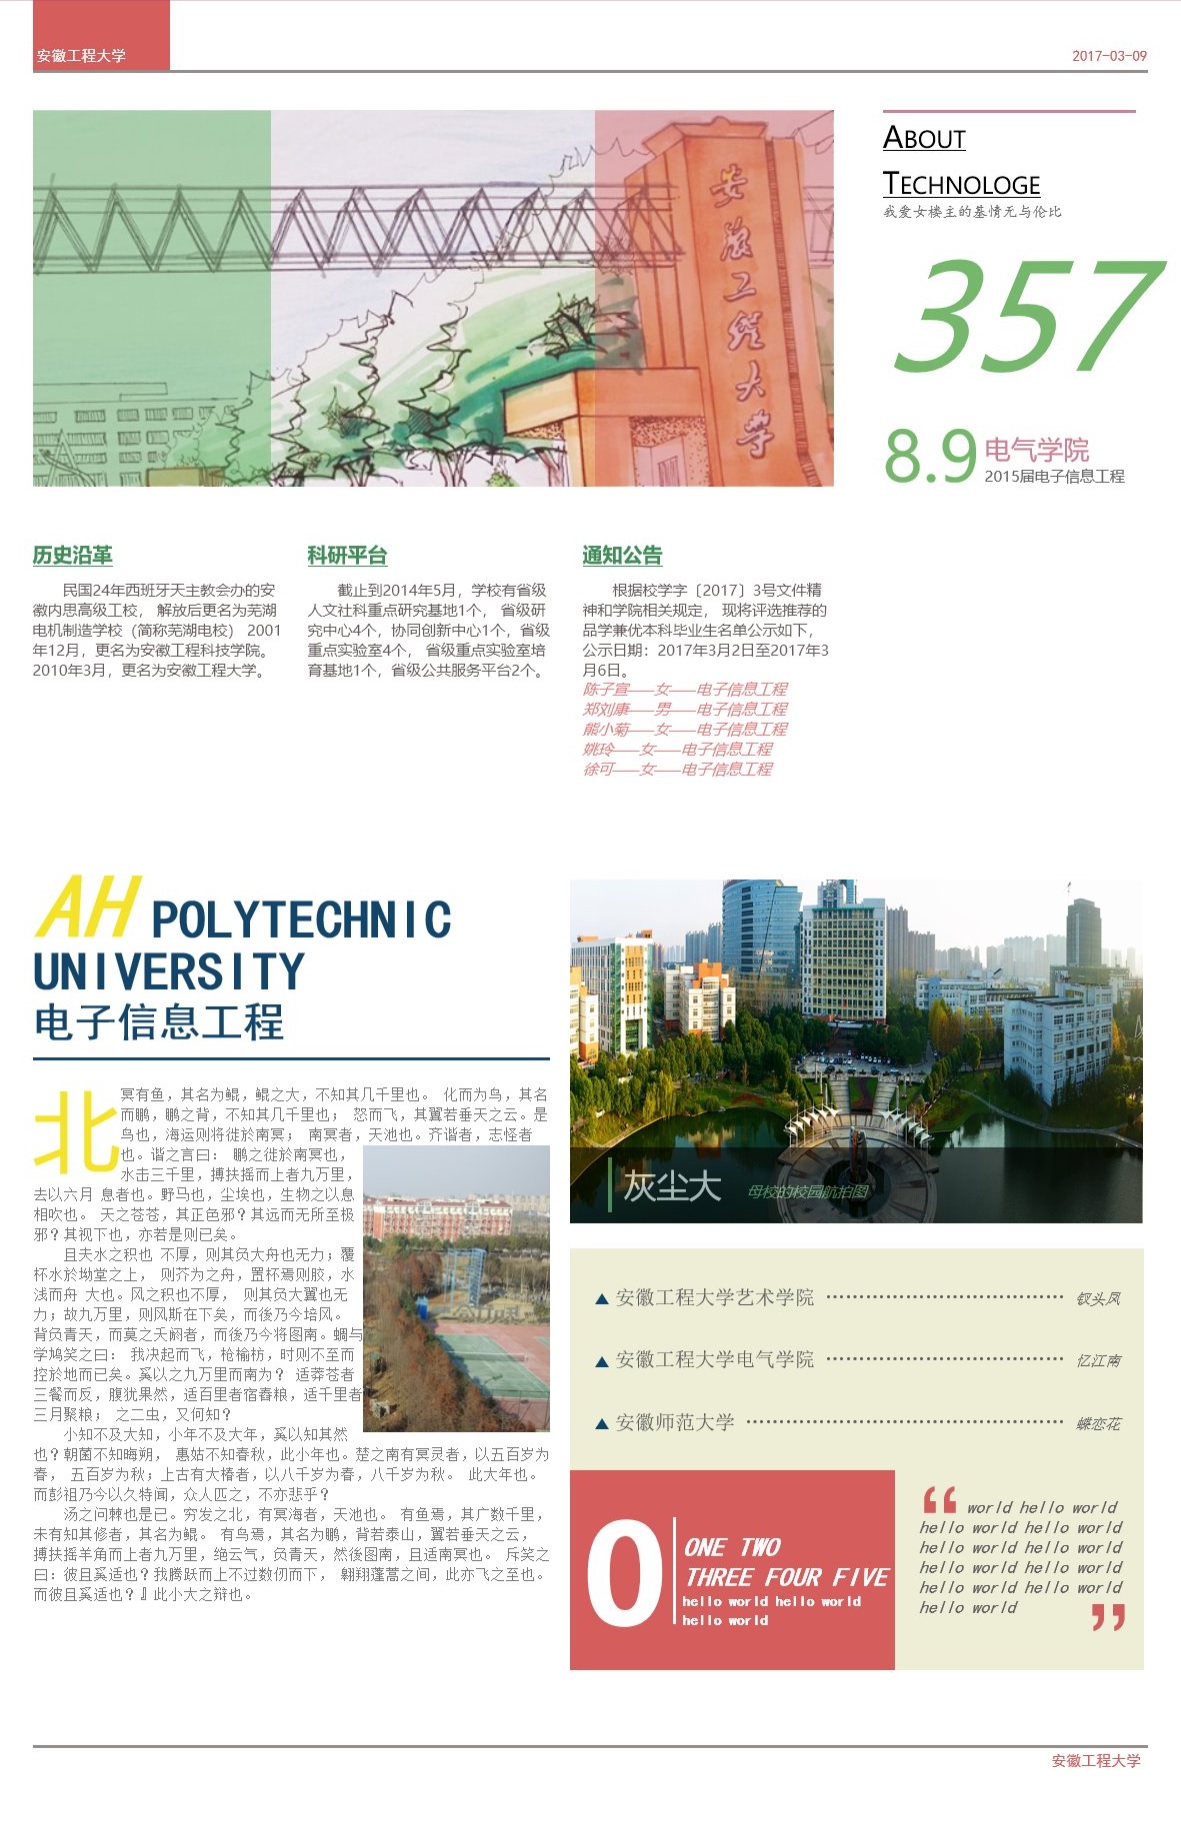 安徽工程大学
2017-03-09
安徽工程大学
ABOUT
TECHNOLOGE
我爱女楼主的基情无与伦比
357
8.9
电气学院
2015届电子信息工程
历史沿革
民国24年西班牙天主教会办的安
徽内思高级工校， 解放后更名为芜湖
电机制造学校（简称芜湖电校） 2001
年12月，更名为安徽工程科技学院。
2010年3月，更名为安徽工程大学。
科研平台
截止到2014年5月，学校有省级
人文社科重点研究基地1个， 省级研
究中心4个，协同创新中心1个，省级
重点实验室4个， 省级重点实验室培
育基地1个，省级公共服务平台2个。
通知公告
根据校学字〔2017〕3号文件精
神和学院相关规定， 现将评选推荐的
品学兼优本科毕业生名单公示如下，
公示日期：2017年3月2日至2017年3
月6日。
陈子宣——女——电子信息工程
郑刘康——男——电子信息工程
熊小菊——女——电子信息工程
姚玲——女——电子信息工程
徐可——女——电子信息工程
AH POLYTECHNIC
UNIVERSITY
电子信息工程
北冥有鱼，其名为鲲，鲲之大，不知其几千里也。 化而为鸟，其名
而鹏，鹏之背，不知其几千里也； 怒而飞，其翼若垂天之云。是
鸟也，海运则将徙於南冥； 南冥者，天池也。齐谐者，志怪者
也。谐之言曰： 鹏之徙於南冥也，
水击三千里，搏扶摇而上者九万里，
去以六月 息者也。野马也，尘埃也，生物之以息
相吹也。 天之苍苍，其正色邪？其远而无所至极
邪？其视下也，亦若是则已矣。
且夫水之积也 不厚，则其负大舟也无力；覆
杯水於坳堂之上， 则芥为之舟，置杯焉则胶，水
浅而舟 大也。风之积也不厚， 则其负大翼也无
力；故九万里，则风斯在下矣，而後乃今培风。
背负青天，而莫之夭阏者，而後乃今将图南。蜩与
学鸠笑之曰： 我决起而飞，枪榆枋，时则不至而
控於地而已矣。奚以之九万里而南为？ 适莽苍者
三餐而反，腹犹果然，适百里者宿舂粮，适千里者
三月聚粮； 之二虫，又何知？
小知不及大知，小年不及大年，奚以知其然
也？朝菌不知晦朔， 惠姑不知春秋，此小年也。楚之南有冥灵者，以五百岁为
春， 五百岁为秋；上古有大椿者，以八千岁为春，八千岁为秋。 此大年也。
而彭祖乃今以久特闻，众人匹之，不亦悲乎？
汤之问棘也是已。穷发之北，有冥海者，天池也。 有鱼焉，其广数千里，
未有知其修者，其名为鲲。 有鸟焉，其名为鹏，背若泰山，翼若垂天之云，
搏扶摇羊角而上者九万里，绝云气，负青天，然後图南，且适南冥也。 斥笑之
曰：彼且奚适也？我腾跃而上不过数仞而下， 翱翔蓬蒿之间，此亦飞之至也。
而彼且奚适也？』此小大之辩也。
灰尘大
母校的校园航拍图
▲ 安徽工程大学艺术学院 钗头凤
▲ 安徽工程大学电气学院 忆江南
▲ 安徽师范大学 蝶恋花
0
ONE TWO
THREE FOUR FIVE
hello world hello world
hello world
“ world hello world
hello world hello world
hello world hello world
hello world hello world
hello world hello world
hello world ”
安徽工程大学